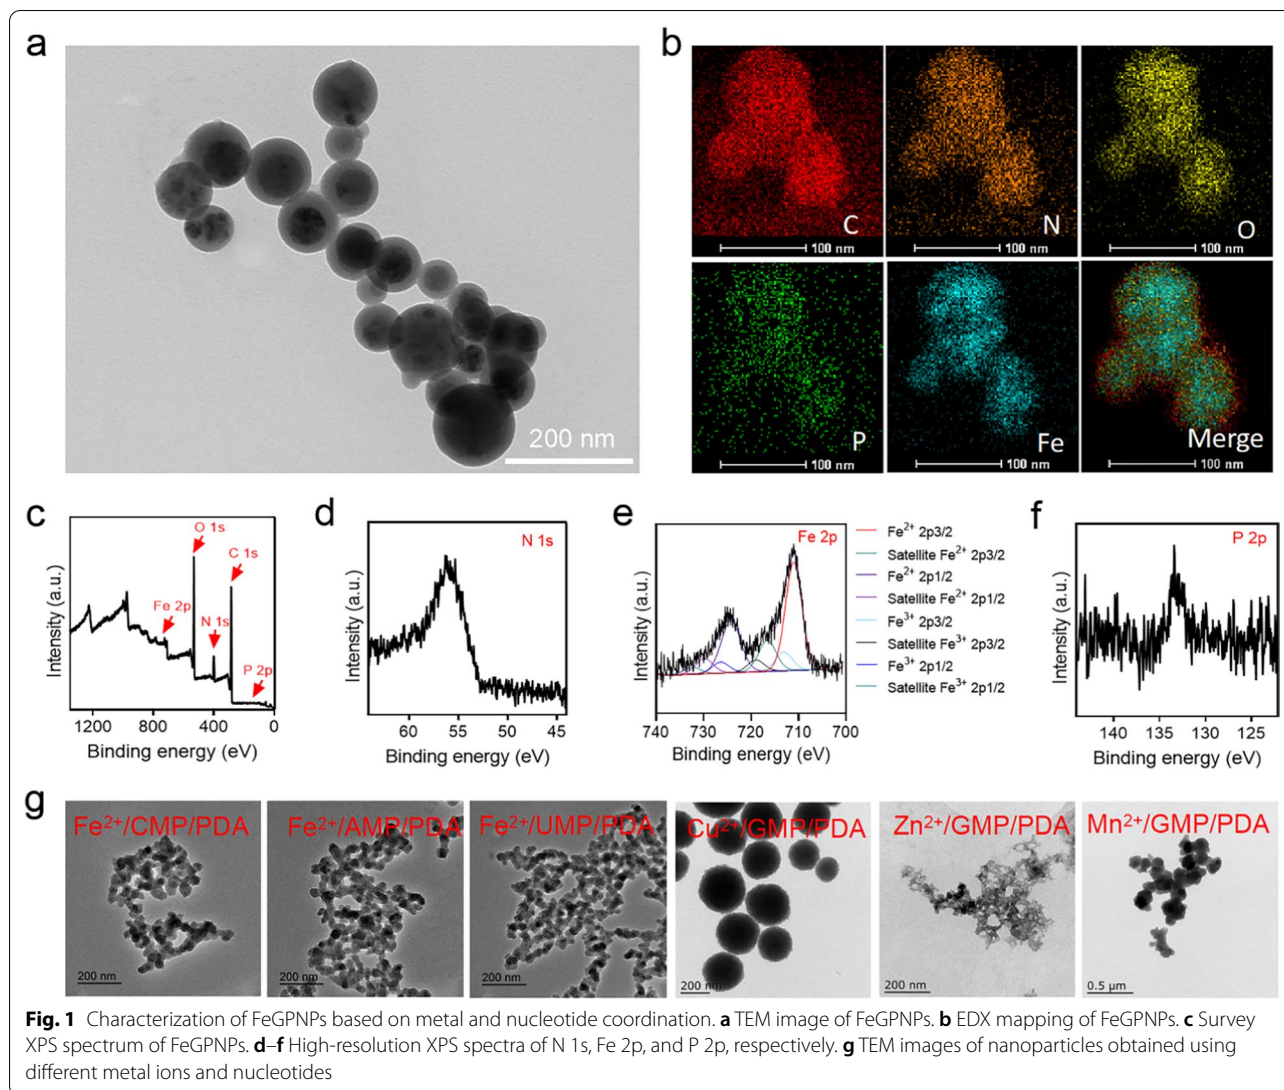 a
200 nm
b
C
100 nm
N
100 nm
O
100 nm
P
100 nm
Fe
100 nm
Merge
100 nm
c
O 1s
C 1s
Fe 2p
N 1s
P 2p
Intensity (a.u.)
1200 800 400 0
Binding energy (eV)
d
N 1s
Intensity (a.u.)
60 55 50 45
Binding energy (eV)
e
Fe 2p
Intensity (a.u.)
740 730 720 710 700
Binding energy (eV)
Fe²⁺ 2p3/2
Satellite Fe²⁺ 2p3/2
Fe²⁺ 2p1/2
Satellite Fe²⁺ 2p1/2
Fe³⁺ 2p3/2
Satellite Fe³⁺ 2p3/2
Fe³⁺ 2p1/2
Satellite Fe³⁺ 2p1/2
f
P 2p
Intensity (a.u.)
140 135 130 125
Binding energy (eV)
g
Fe²⁺/CMP/PDA
200 nm
Fe²⁺/AMP/PDA
200 nm
Fe²⁺/UMP/PDA
200 nm
Cu²⁺/GMP/PDA
200 nm
Zn²⁺/GMP/PDA
200 nm
Mn²⁺/GMP/PDA
0.5 µm
Fig. 1 Characterization of FeGPNPs based on metal and nucleotide coordination. a TEM image of FeGPNPs. b EDX mapping of FeGPNPs. c Survey
XPS spectrum of FeGPNPs. d–f High-resolution XPS spectra of N 1s, Fe 2p, and P 2p, respectively. g TEM images of nanoparticles obtained using
different metal ions and nucleotides